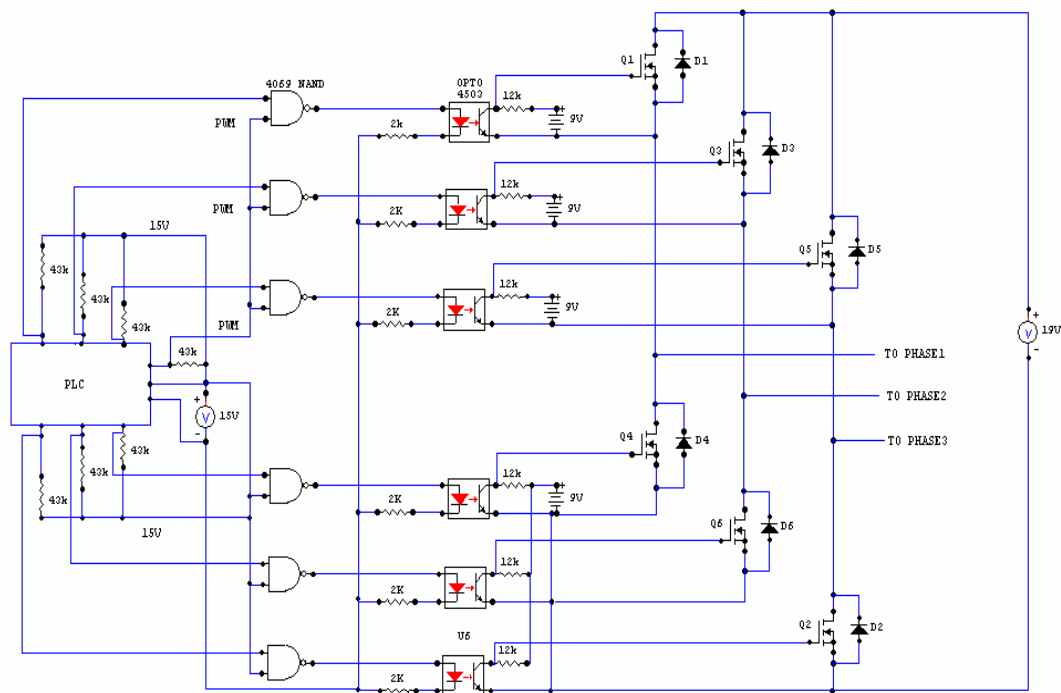 Q1
D1
4069 NAND
OPTO
4503
12k
9V
PWM
2k
Q3
D3
12k
9V
PWM
2K
15V
Q5
D5
12k
9V
43k
43k
43k
2K
PWM
43k
19V
PLC
TO PHASE1
15V
TO PHASE2
Q4
D4
TO PHASE3
43k
43k
43k
12k
9V
2K
15V
Q6
D6
12k
2K
U6
Q2
D2
12k
2K